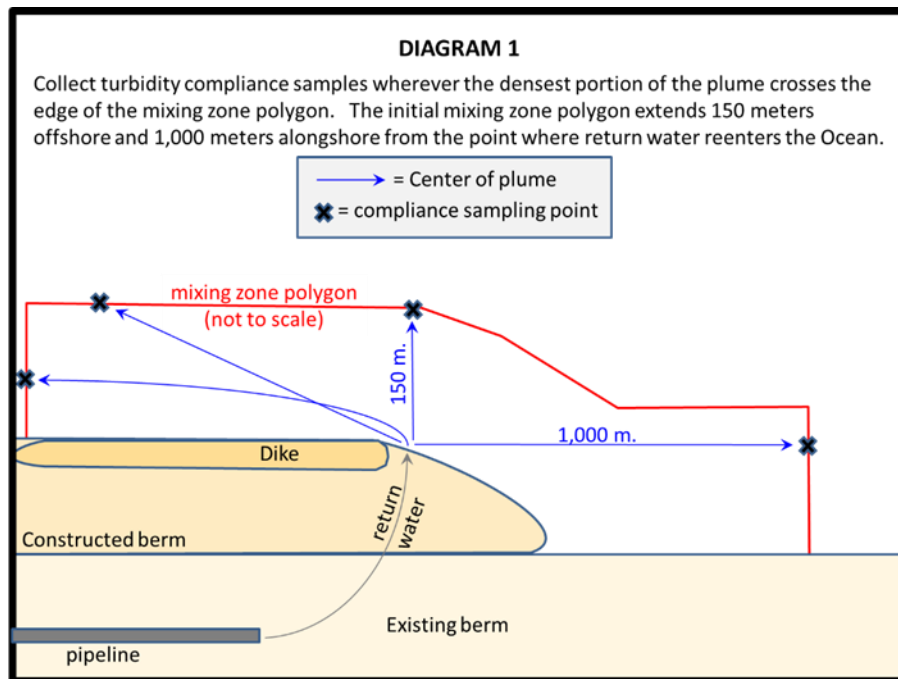 DIAGRAM 1
Collect turbidity compliance samples wherever the densest portion of the plume crosses the
edge of the mixing zone polygon. The initial mixing zone polygon extends 150 meters
offshore and 1,000 meters alongshore from the point where return water reenters the Ocean.
= Center of plume
= compliance sampling point
mixing zone polygon
(not to scale)
150 m.
1,000 m.
Dike
return
water
Constructed berm
Existing berm
pipeline